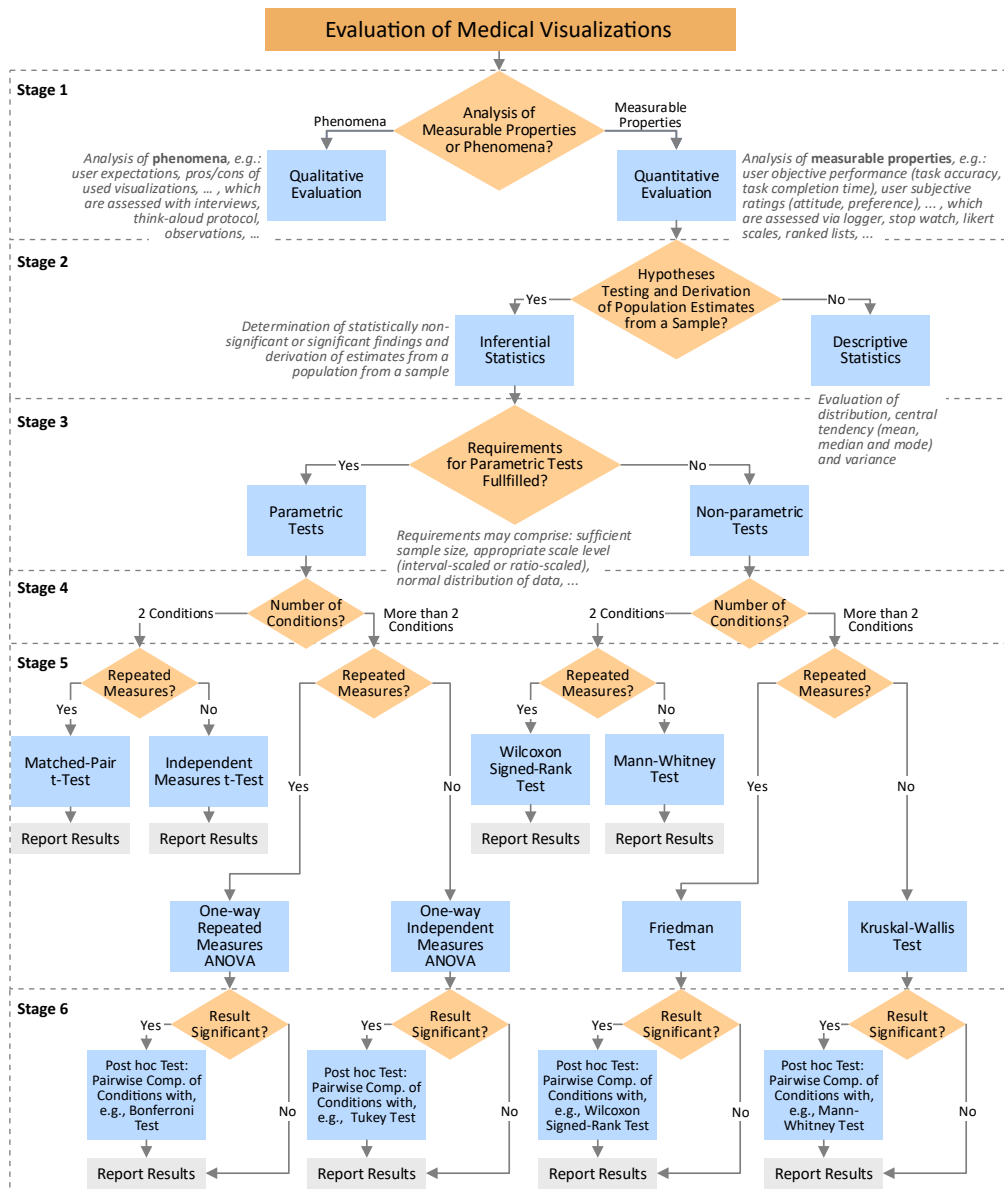 Evaluation of Medical Visualizations
Stage 1
Analysis of
Measurable Properties
or Phenomena?
Phenomena
Measurable
Properties
Analysis of phenomena, e.g.:
user expectations, pros/cons of
used visualizations, ... , which
are assessed with interviews,
think-aloud protocol,
observations, ...
Qualitative
Evaluation
Quantitative
Evaluation
Analysis of measurable properties, e.g.:
user objective performance (task accuracy,
task completion time), user subjective
ratings (attitude, preference), ... , which
are assessed via logger, stop watch, likert
scales, ranked lists, ...
Stage 2
Hypotheses
Testing and Derivation
of Population Estimates
from a Sample?
Yes
No
Determination of statistically non-
significant or significant findings and
derivation of estimates from a
population from a sample
Inferential
Statistics
Descriptive
Statistics
Evaluation of
distribution, central
tendency (mean,
median and mode)
and variance
Stage 3
Requirements
for Parametric Tests
Fullfilled?
Yes
No
Parametric
Tests
Non-parametric
Tests
Requirements may comprise: sufficient
sample size, appropriate scale level
(interval-scaled or ratio-scaled),
normal distribution of data, ...
Stage 4
Number of
Conditions?
2 Conditions
More than 2
Conditions
Number of
Conditions?
2 Conditions
More than 2
Conditions
Stage 5
Repeated
Measures?
Repeated
Measures?
Repeated
Measures?
Repeated
Measures?
Yes
No
Yes
No
Matched-Pair
t-Test
Independent
Measures t-Test
Yes
No
Wilcoxon
Signed-Rank
Test
Mann-Whitney
Test
Yes
No
Report Results
Report Results
Report Results
Report Results
One-way
Repeated
Measures
ANOVA
One-way
Independent
Measures
ANOVA
Friedman
Test
Kruskal-Wallis
Test
Stage 6
Result
Significant?
Result
Significant?
Result
Significant?
Result
Significant?
Yes
Yes
Yes
Yes
Post hoc Test:
Pairwise Comp. of
Conditions with,
e.g., Bonferroni
Test
No
Post hoc Test:
Pairwise Comp. of
Conditions with,
e.g., Tukey Test
No
Post hoc Test:
Pairwise Comp. of
Conditions with,
e.g., Wilcoxon
Signed-Rank Test
No
Post hoc Test:
Pairwise Comp. of
Conditions with,
e.g., Mann-
Whitney Test
No
Report Results
Report Results
Report Results
Report Results